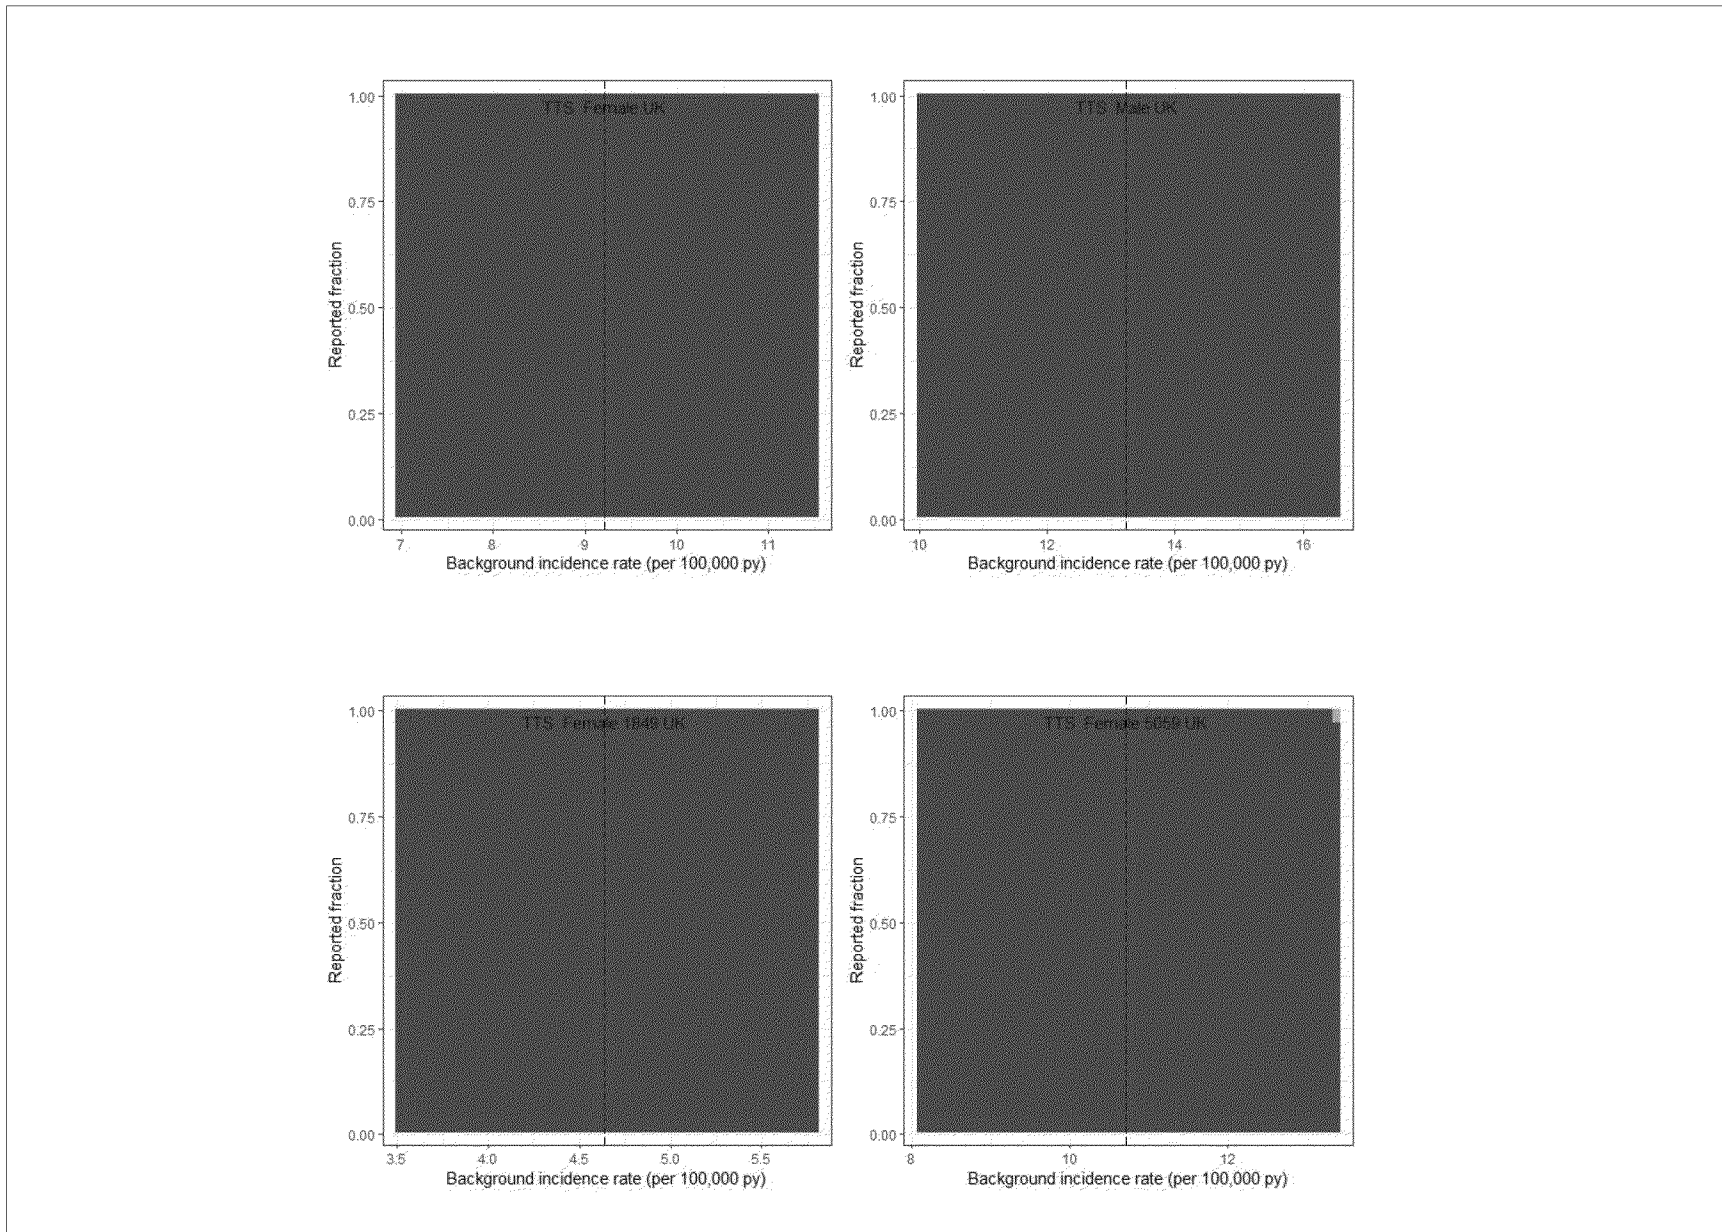 TTS Female UK
1.00
0.75
0.50
0.25
0.00
Reported fraction
7 8 9 10 11
Background incidence rate (per 100,000 py)
TTS Male UK
1.00
0.75
0.50
0.25
0.00
Reported fraction
10 12 14 16
Background incidence rate (per 100,000 py)
TTS Female 1849 UK
1.00
0.75
0.50
0.25
0.00
Reported fraction
3.5 4.0 4.5 5.0 5.5
Background incidence rate (per 100,000 py)
TTS Female 5059 UK
1.00
0.75
0.50
0.25
0.00
Reported fraction
8 10 12
Background incidence rate (per 100,000 py)